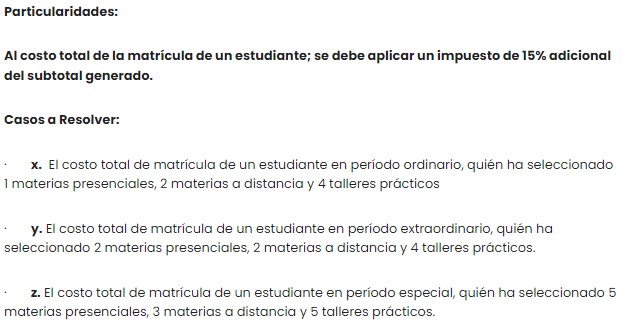 Particularidades:
Al costo total de la matrícula de un estudiante; se debe aplicar un impuesto de 15% adicional
del subtotal generado.
Casos a Resolver:
· x. El costo total de matrícula de un estudiante en período ordinario, quién ha seleccionado
1 materias presenciales, 2 materias a distancia y 4 talleres prácticos
· y. El costo total de matrícula de un estudiante en período extraordinario, quién ha
seleccionado 2 materias presenciales, 2 materias a distancia y 4 talleres prácticos.
· z. El costo total de matrícula de un estudiante en período especial, quién ha seleccionado 5
materias presenciales, 3 materias a distancia y 5 talleres prácticos.